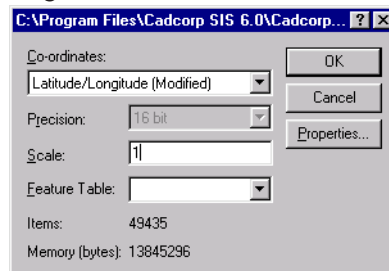 C:\Program Files\Cadcorp SIS 6.0\Cadcorp... ? ×
Co-ordinates:
Latitude/Longitude (Modified)
OK
Cancel
Precision: 16 bit
Properties...
Scale: 1
Feature Table:
Items: 49435
Memory (bytes): 13845296